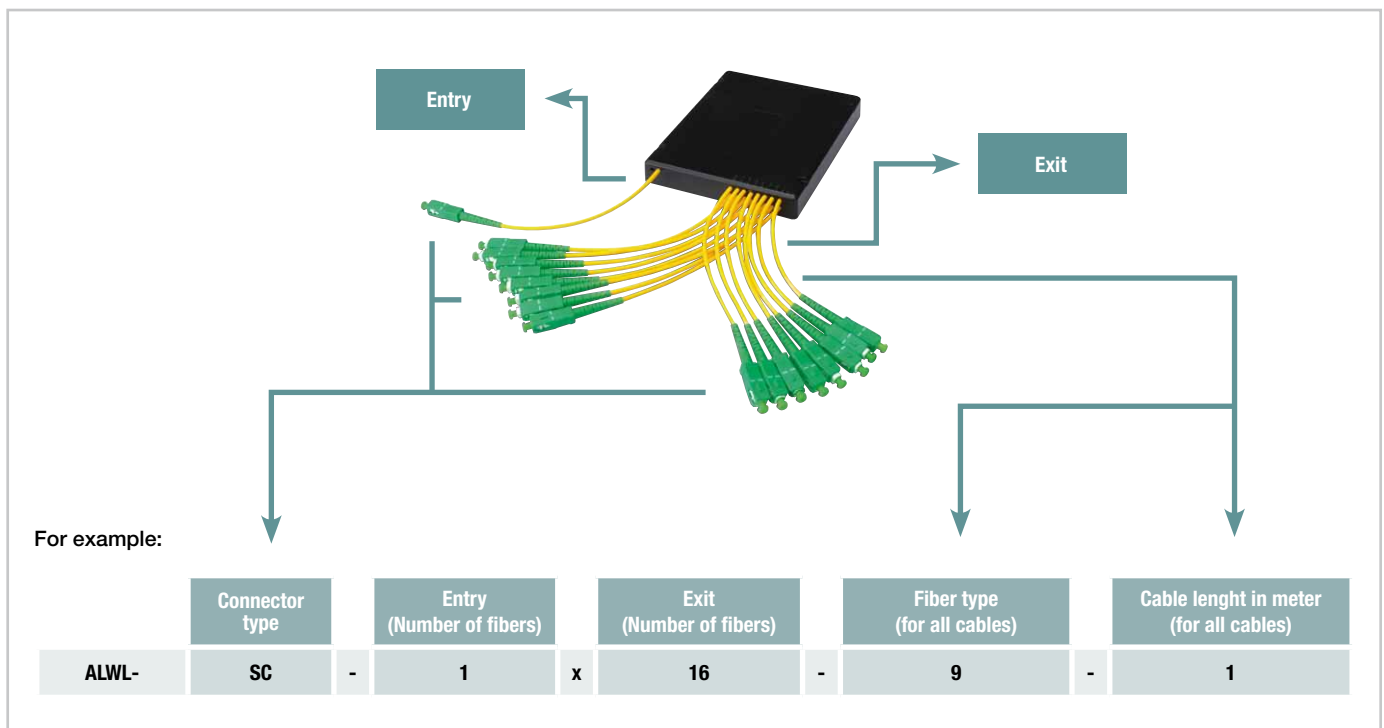 Entry
Exit
For example:
Connector
type
Entry
(Number of fibers)
Exit
(Number of fibers)
Fiber type
(for all cables)
Cable lenght in meter
(for all cables)
ALWL- SC - 1 x 16 - 9 - 1